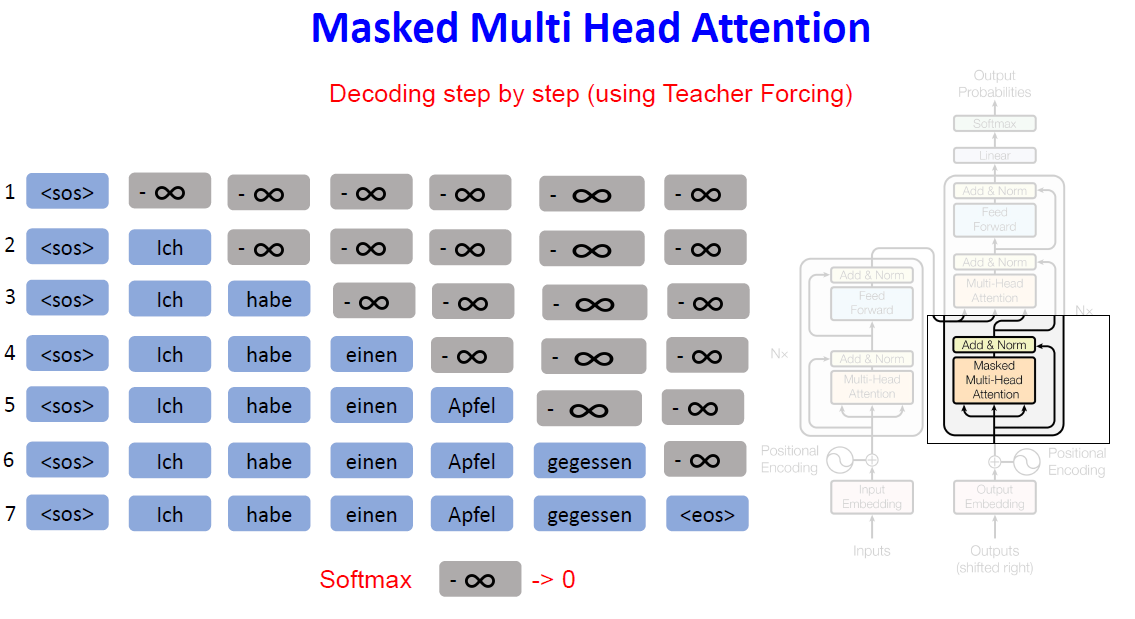 Masked Multi Head Attention
Decoding step by step (using Teacher Forcing)
1 <sos> - ∞ - ∞ - ∞ - ∞ - ∞ - ∞
2 <sos> Ich - ∞ - ∞ - ∞ - ∞ - ∞
3 <sos> Ich habe - ∞ - ∞ - ∞ - ∞
4 <sos> Ich habe einen - ∞ - ∞ - ∞
5 <sos> Ich habe einen Apfel - ∞ - ∞
6 <sos> Ich habe einen Apfel gegessen - ∞
7 <sos> Ich habe einen Apfel gegessen <eos>
Softmax - ∞ -> 0
Output
Probabilities
Softmax
Linear
Add & Norm
Feed
Forward
Add & Norm
Multi-Head
Attention
Nx
Add & Norm
Masked
Multi-Head
Attention
Positional
Encoding
Output
Embedding
Outputs
(shifted right)
Add & Norm
Feed
Forward
Nx
Add & Norm
Multi-Head
Attention
Positional
Encoding
Input
Embedding
Inputs